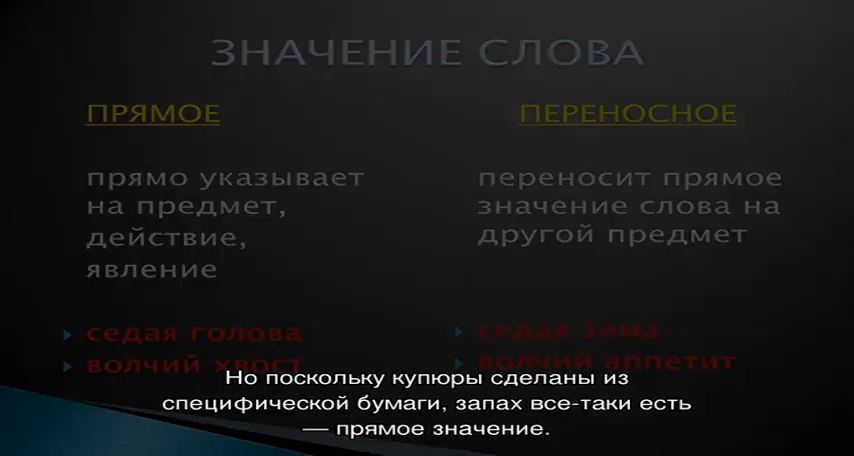 ЗНАЧЕНИЕ СЛОВА
ПРЯМОЕ
прямо указывает
на предмет,
действие,
явление
седая голова
волчий хвост
ПЕРЕНОСНОЕ
переносит прямое
значение слова на
другой предмет
седая зима
волчий аппетит
Но поскольку купюры сделаны из
специфической бумаги, запах все-таки есть
— прямое значение.